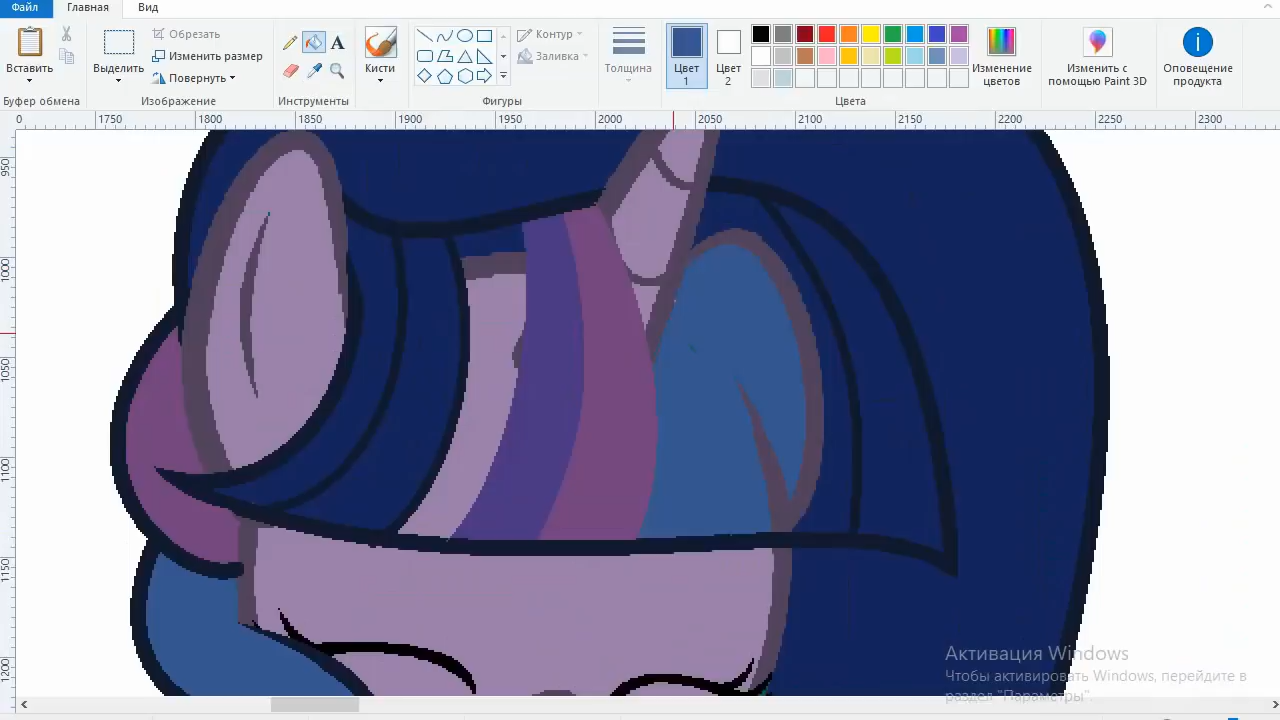 Файл Главная Вид
Вставить
Выделить
Обрезать
Изменить размер
Повернуть
A
Кисти
Контур
Заливка
Толщина
Цвет 1
Цвет 2
Изменение цветов
Изменить с помощью Paint 3D
Оповещение продукта
Буфер обмена Изображение Инструменты Фигуры Цвета
0 1750 1800 1850 1900 1950 2000 2050 2100 2150 2200 2250 2300
950
1000
1050
1100
1150
1200
Активация Windows
Чтобы активировать Windows, перейдите в
раздел "Параметры".